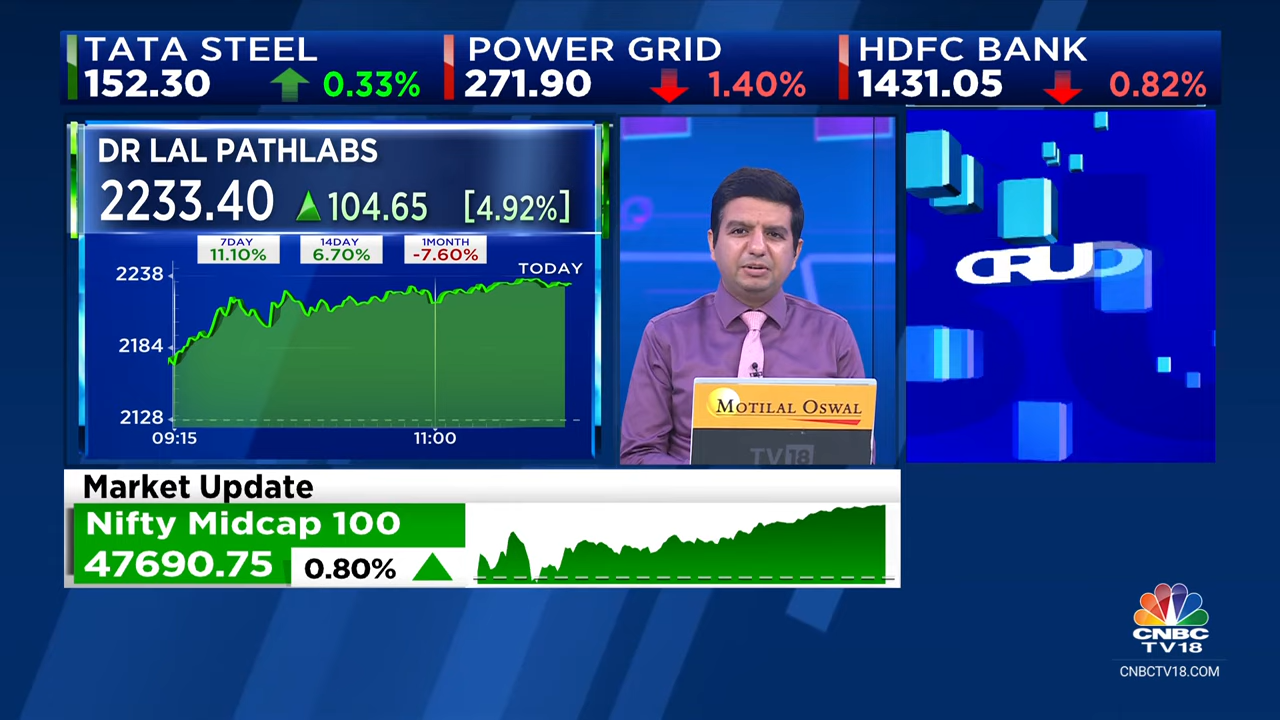 TATA STEEL
152.30 0.33%
POWER GRID
271.90 1.40%
HDFC BANK
1431.05 0.82%
DR LAL PATHLABS
2233.40 104.65 [4.92%]
7DAY
11.10%
14DAY
6.70%
1MONTH
-7.60%
TODAY
2238
2184
2128
09:15 11:00
MOTILAL OSWAL
TV18
CRUD
Market Update
Nifty Midcap 100
47690.75 0.80%
CNBC
TV18
CNBCTV18.COM